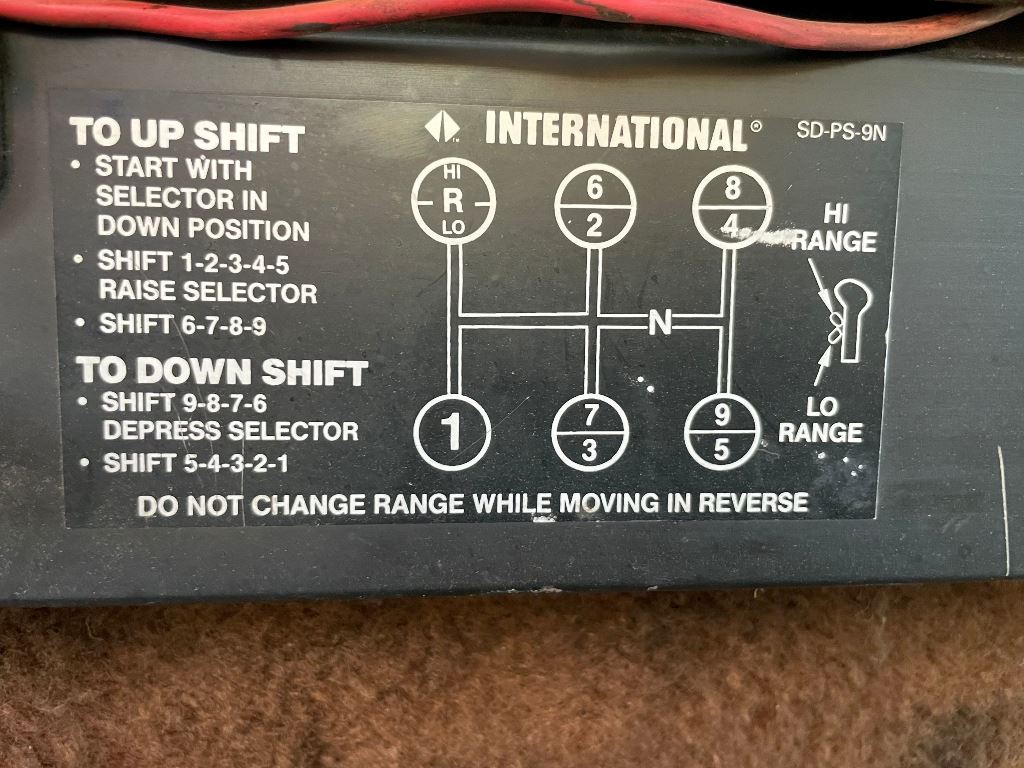 TO UP SHIFT
• START WITH
SELECTOR IN
DOWN POSITION
• SHIFT 1-2-3-4-5
RAISE SELECTOR
• SHIFT 6-7-8-9
TO DOWN SHIFT
• SHIFT 9-8-7-6
DEPRESS SELECTOR
• SHIFT 5-4-3-2-1
INTERNATIONAL® SD-PS-9N
HI
R
LO
6
2
8
4
N
1
7
3
9
5
HI
RANGE
LO
RANGE
DO NOT CHANGE RANGE WHILE MOVING IN REVERSE